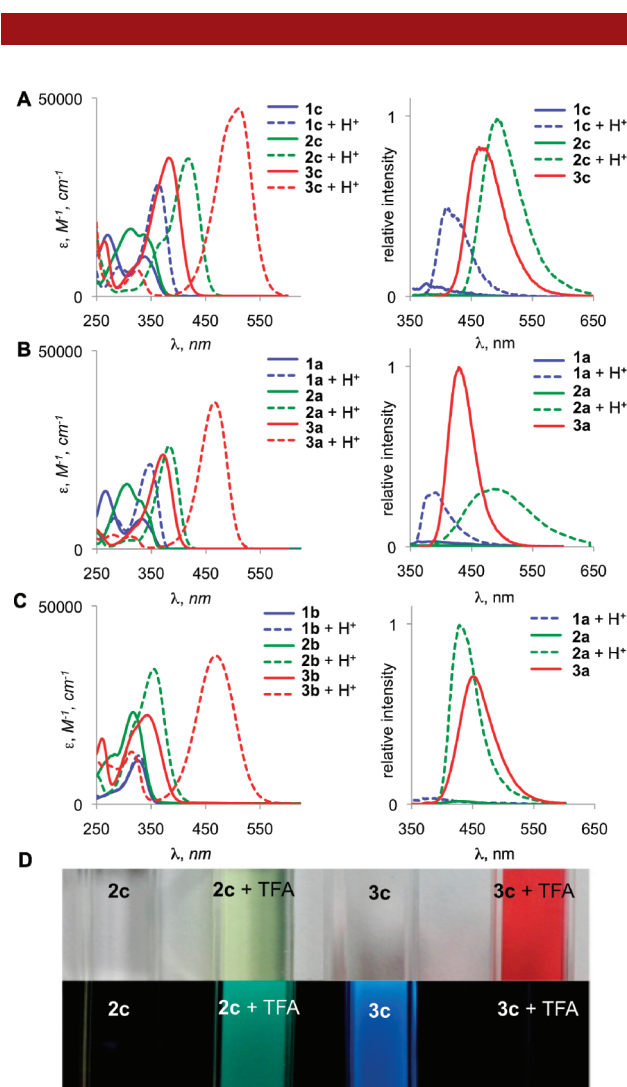 A
50000
0
250 350 450 550
λ, nm
ε, M⁻¹, cm⁻¹
1c
1c + H⁺
2c
2c + H⁺
3c
3c + H⁺
1
0
350 450 550 650
λ, nm
relative intensity
1c
1c + H⁺
2c
2c + H⁺
3c
B
50000
0
250 350 450 550
λ, nm
ε, M⁻¹, cm⁻¹
1a
1a + H⁺
2a
2a + H⁺
3a
3a + H⁺
1
0
350 450 550 650
λ, nm
relative intensity
1a
1a + H⁺
2a
2a + H⁺
3a
C
50000
0
250 350 450 550
λ, nm
ε, M⁻¹, cm⁻¹
1b
1b + H⁺
2b
2b + H⁺
3b
3b + H⁺
1
0
350 450 550 650
λ, nm
relative intensity
1a + H⁺
2a
2a + H⁺
3a
D
2c 2c + TFA 3c 3c + TFA
2c 2c + TFA 3c 3c + TFA